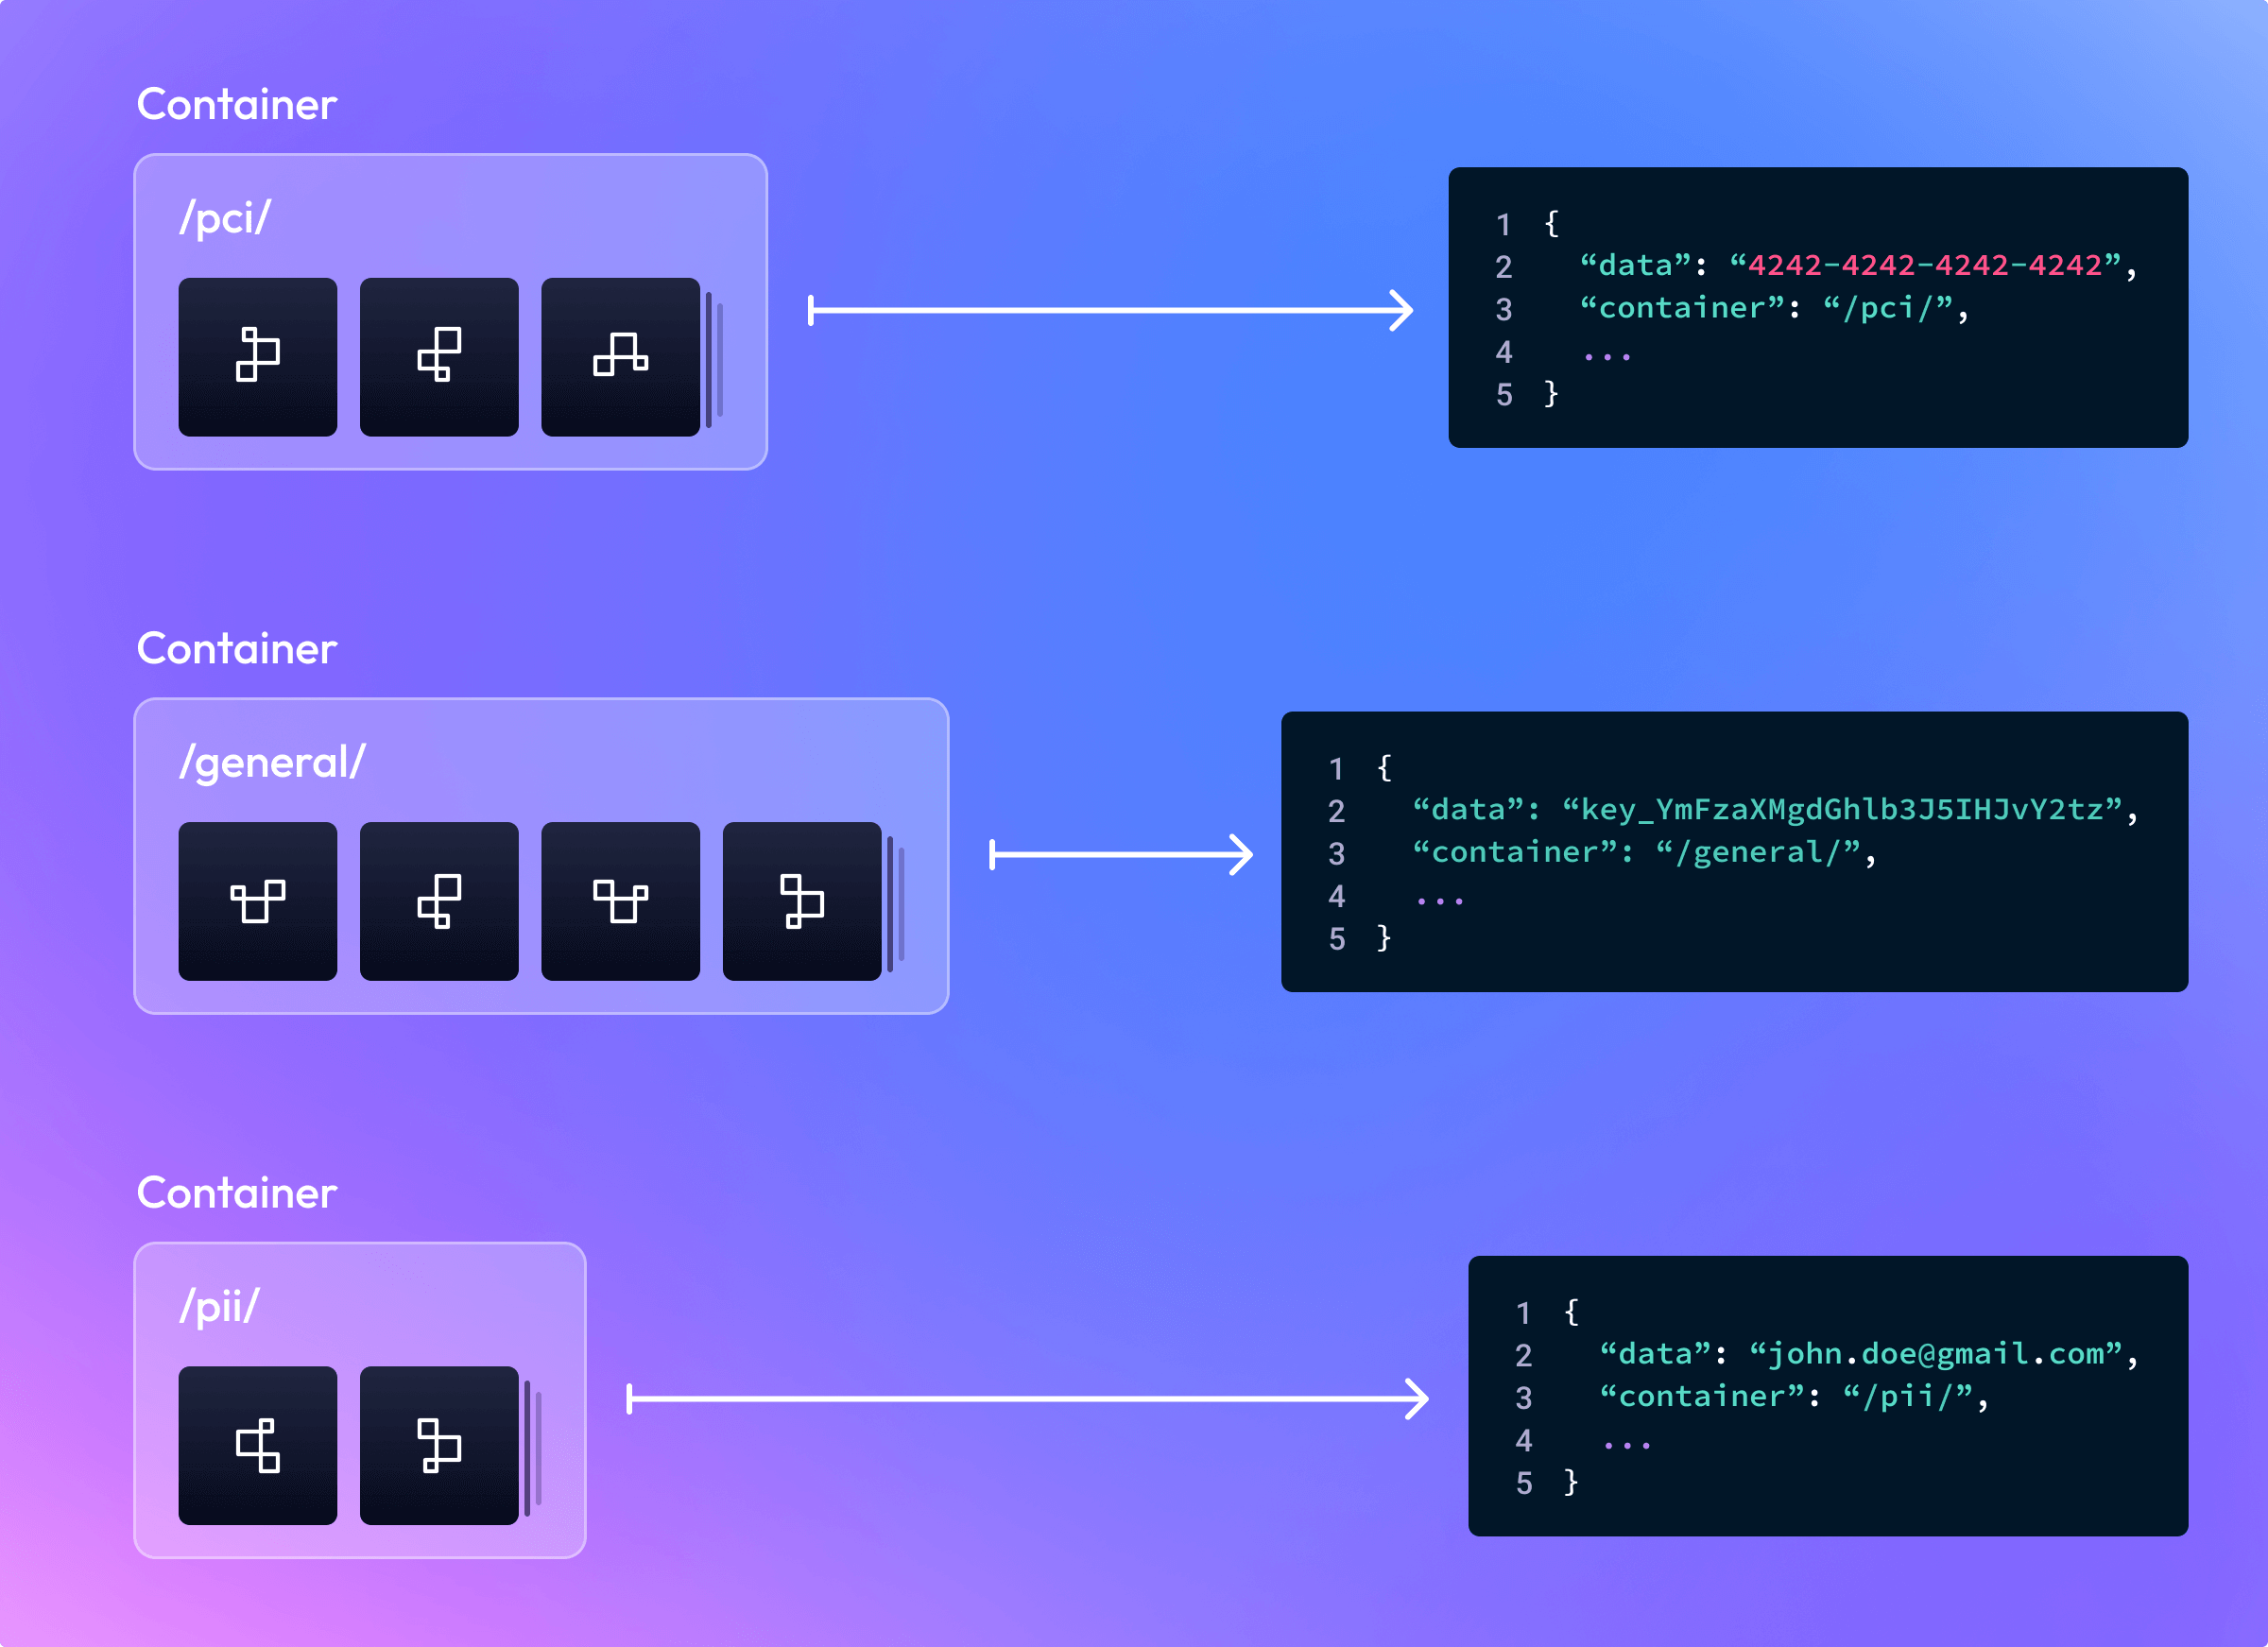 Container
/pci/
1 {
2 “data”: “4242-4242-4242-4242”,
3 “container”: “/pci/”,
4 ...
5 }
Container
/general/
1 {
2 “data”: “key_YmFzaXMgdGhlb3J5IHJvY2tz”,
3 “container”: “/general/”,
4 ...
5 }
Container
/pii/
1 {
2 “data”: “john.doe@gmail.com”,
3 “container”: “/pii/”,
4 ...
5 }